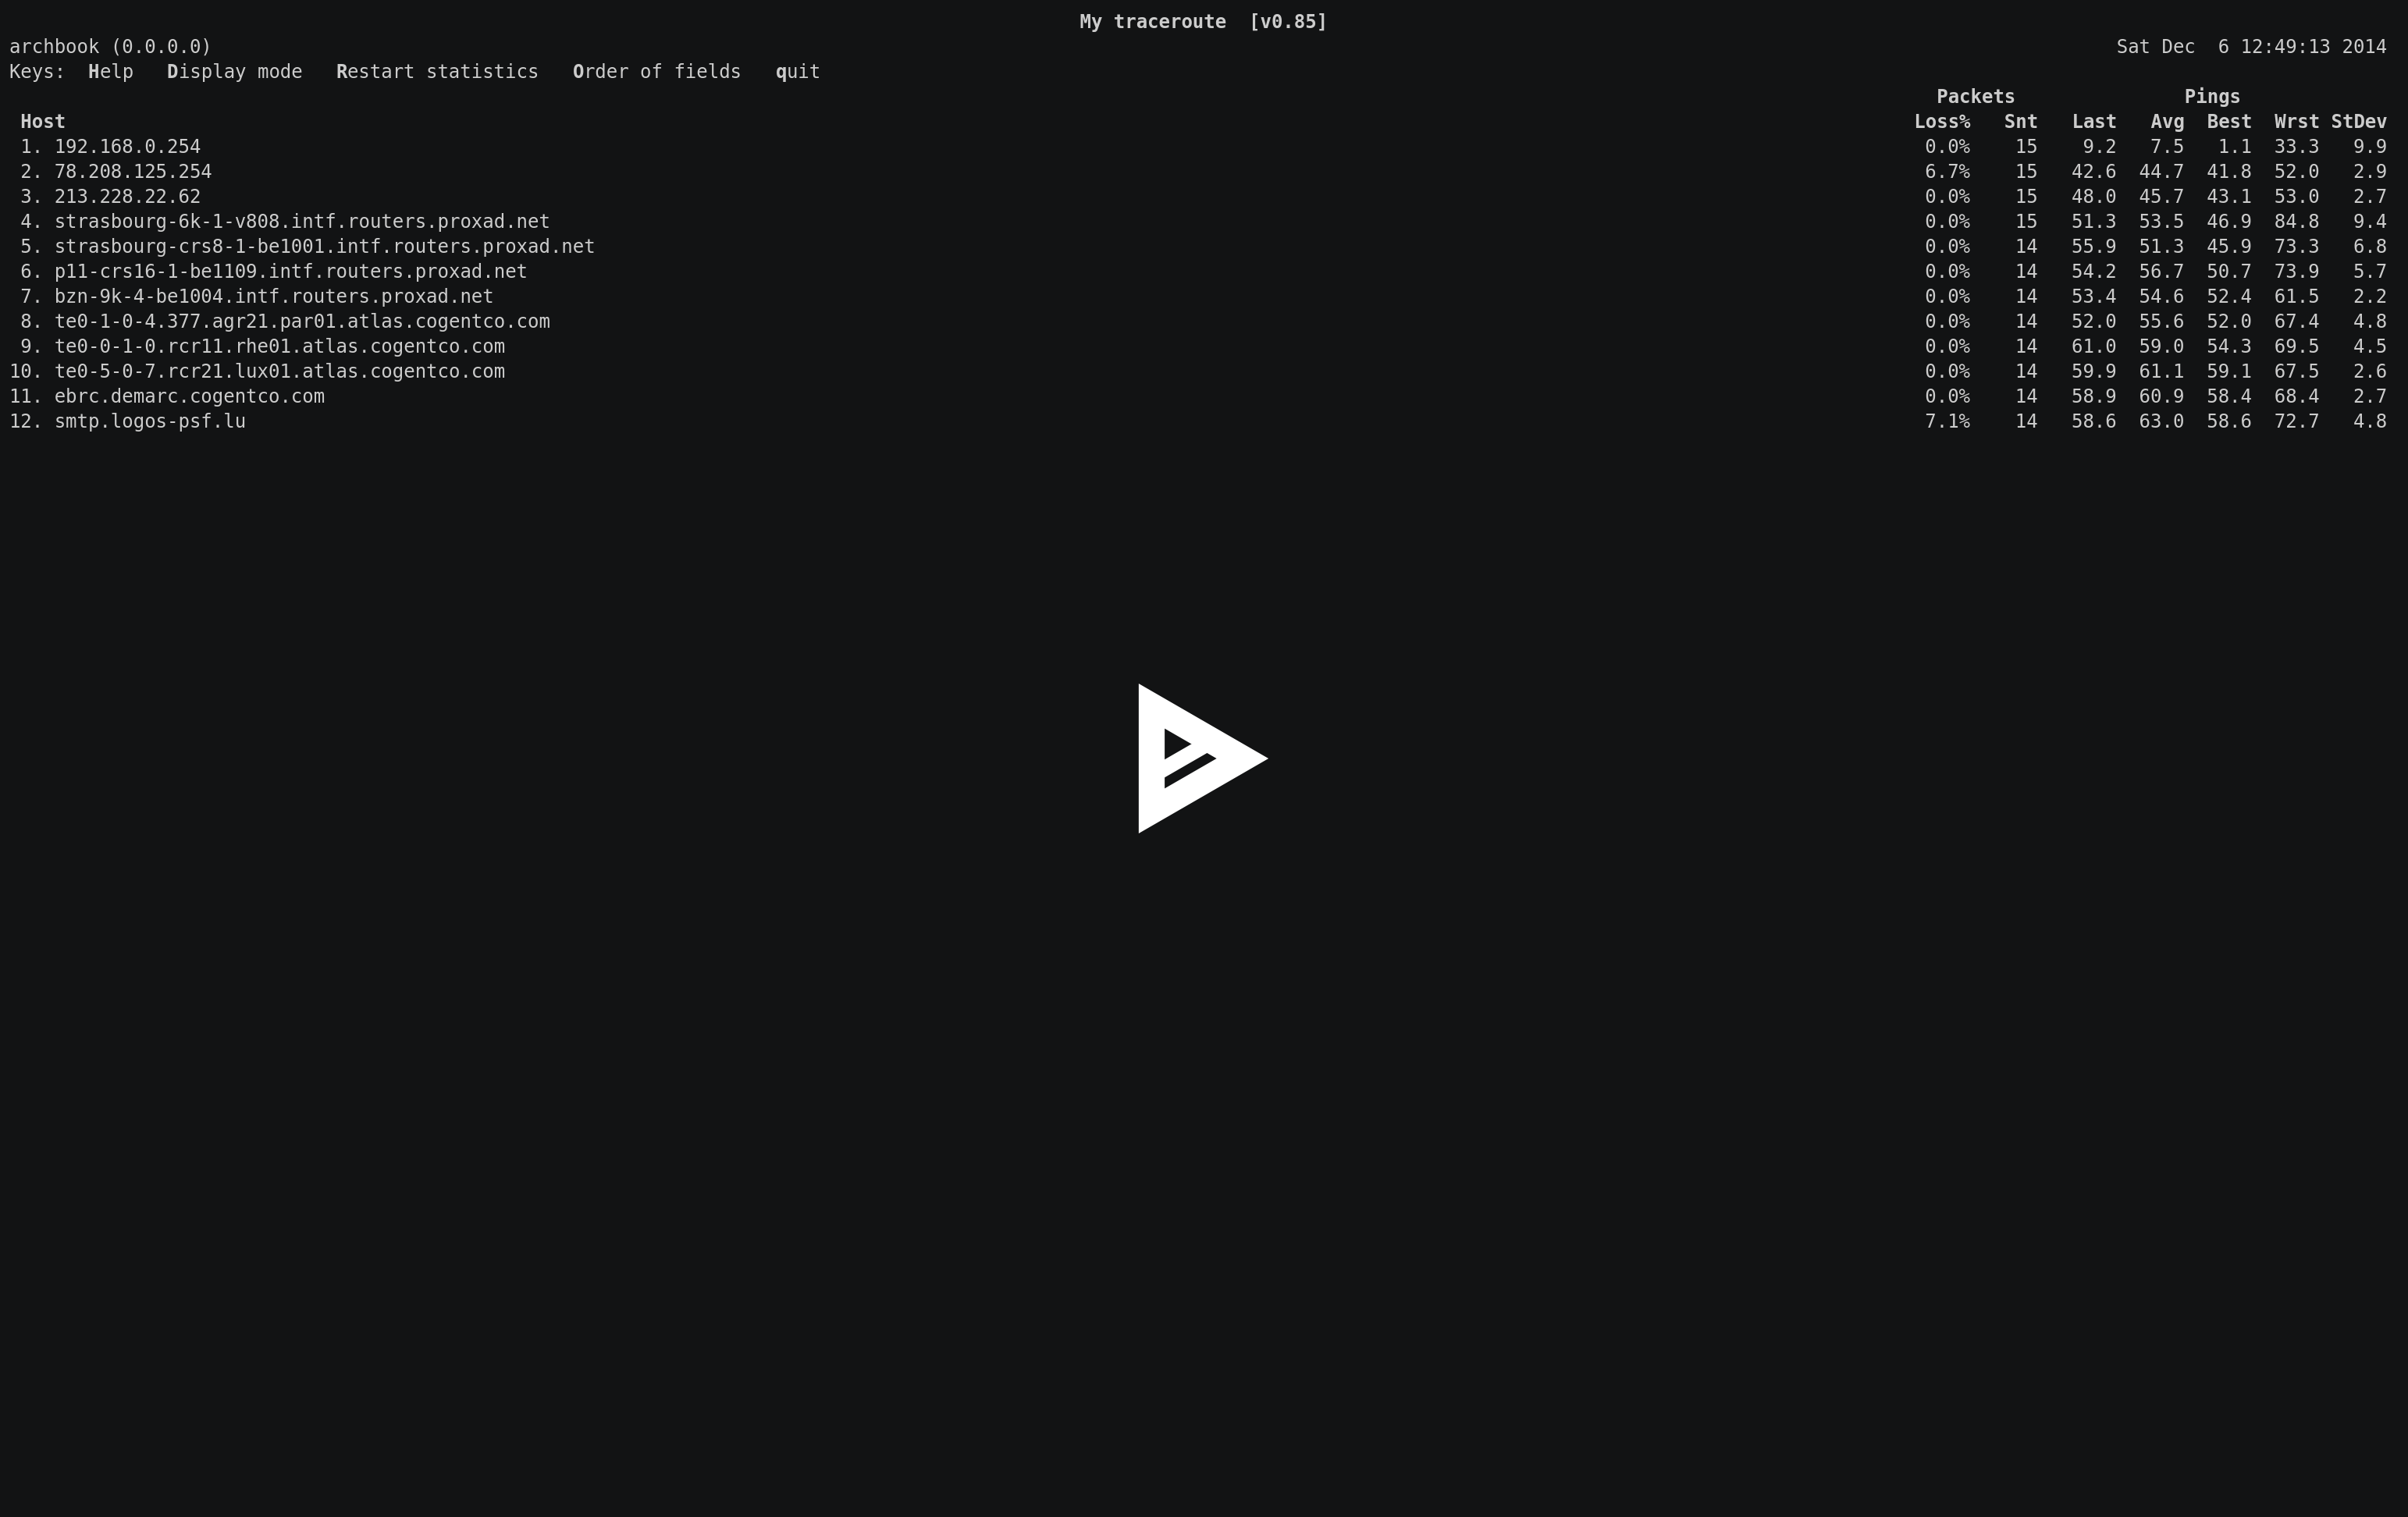 My traceroute  [v0.85]
archbook (0.0.0.0)                                        Sat Dec  6 12:49:13 2014
Keys:  Help   Display mode   Restart statistics   Order of fields   quit
Packets               Pings
Host                                        Loss%   Snt   Last   Avg  Best  Wrst StDev
1. 192.168.0.254                            0.0%    15    9.2   7.5   1.1  33.3   9.9
2. 78.208.125.254                           6.7%    15   42.6  44.7  41.8  52.0   2.9
3. 213.228.22.62                            0.0%    15   48.0  45.7  43.1  53.0   2.7
4. strasbourg-6k-1-v808.intf.routers.proxad.net   0.0%    15   51.3  53.5  46.9  84.8   9.4
5. strasbourg-crs8-1-be1001.intf.routers.proxad.net   0.0%    14   55.9  51.3  45.9  73.3   6.8
6. p11-crs16-1-be1109.intf.routers.proxad.net   0.0%    14   54.2  56.7  50.7  73.9   5.7
7. bzn-9k-4-be1004.intf.routers.proxad.net   0.0%    14   53.4  54.6  52.4  61.5   2.2
8. te0-1-0-4.377.agr21.par01.atlas.cogentco.com   0.0%    14   52.0  55.6  52.0  67.4   4.8
9. te0-0-1-0.rcr11.rhe01.atlas.cogentco.com   0.0%    14   61.0  59.0  54.3  69.5   4.5
10. te0-5-0-7.rcr21.lux01.atlas.cogentco.com   0.0%    14   59.9  61.1  59.1  67.5   2.6
11. ebrc.demarc.cogentco.com                0.0%    14   58.9  60.9  58.4  68.4   2.7
12. smtp.logos-psf.lu                       7.1%    14   58.6  63.0  58.6  72.7   4.8